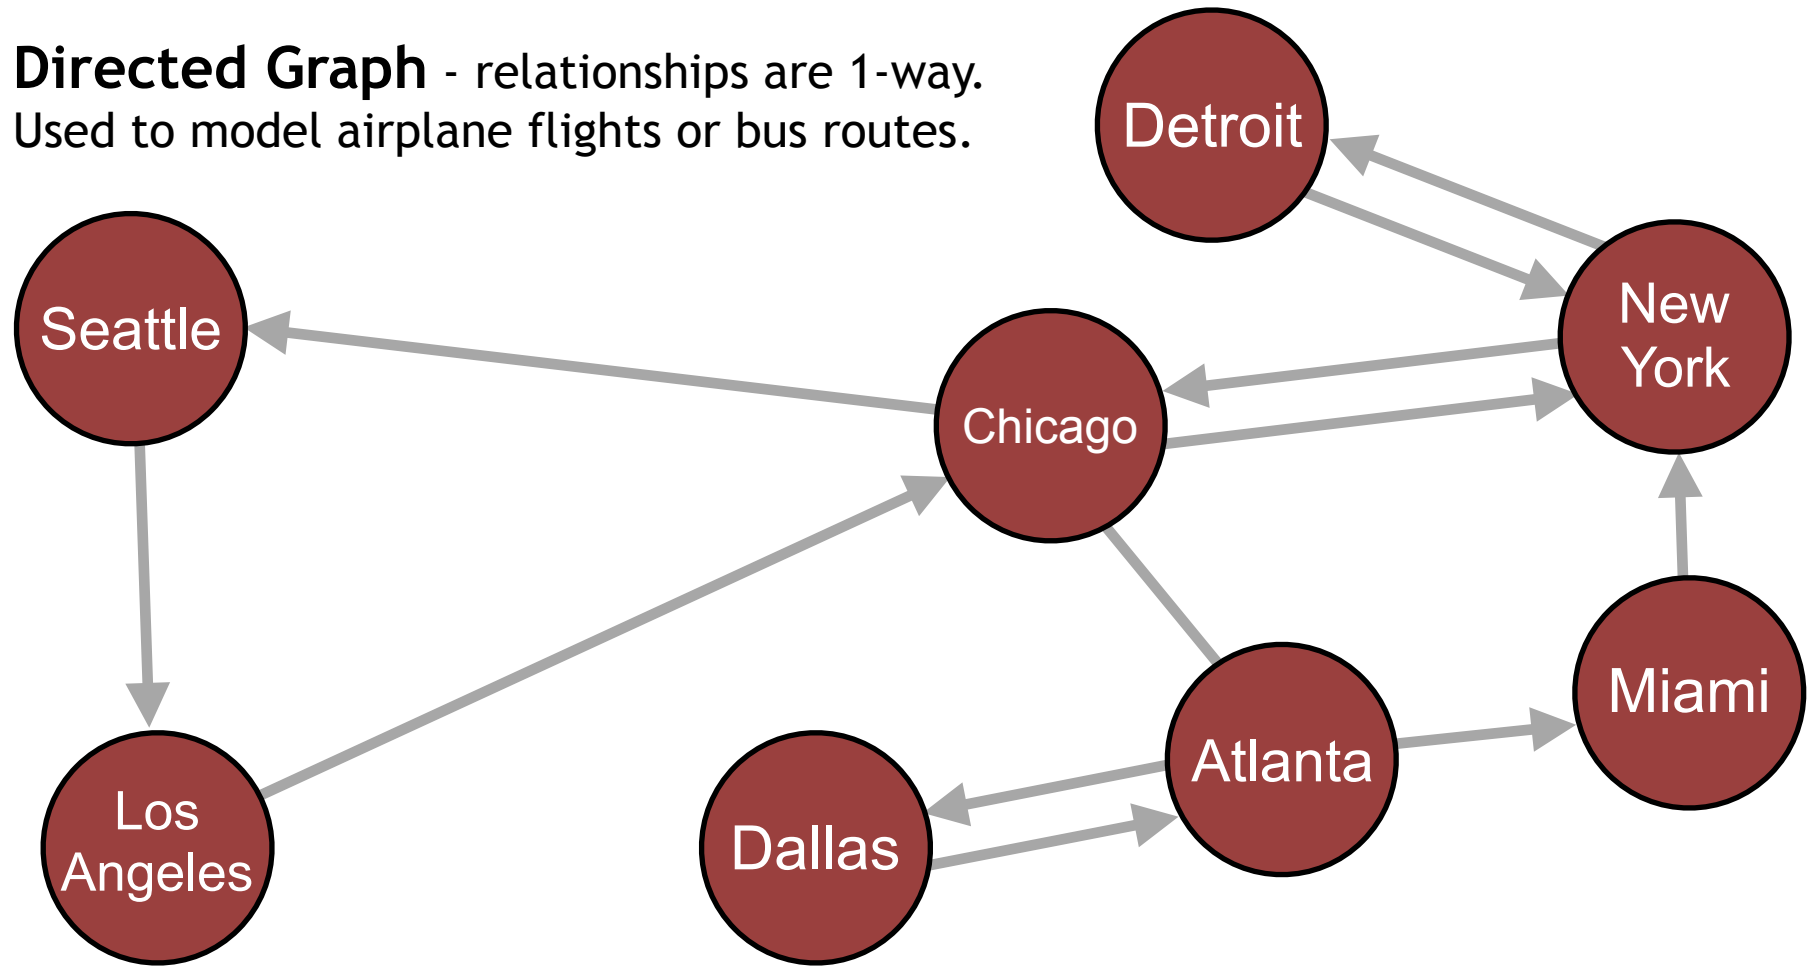 Directed Graph - relationships are 1-way.
Used to model airplane flights or bus routes.
Detroit
Seattle
New
York
Chicago
Miami
Atlanta
Los
Angeles
Dallas